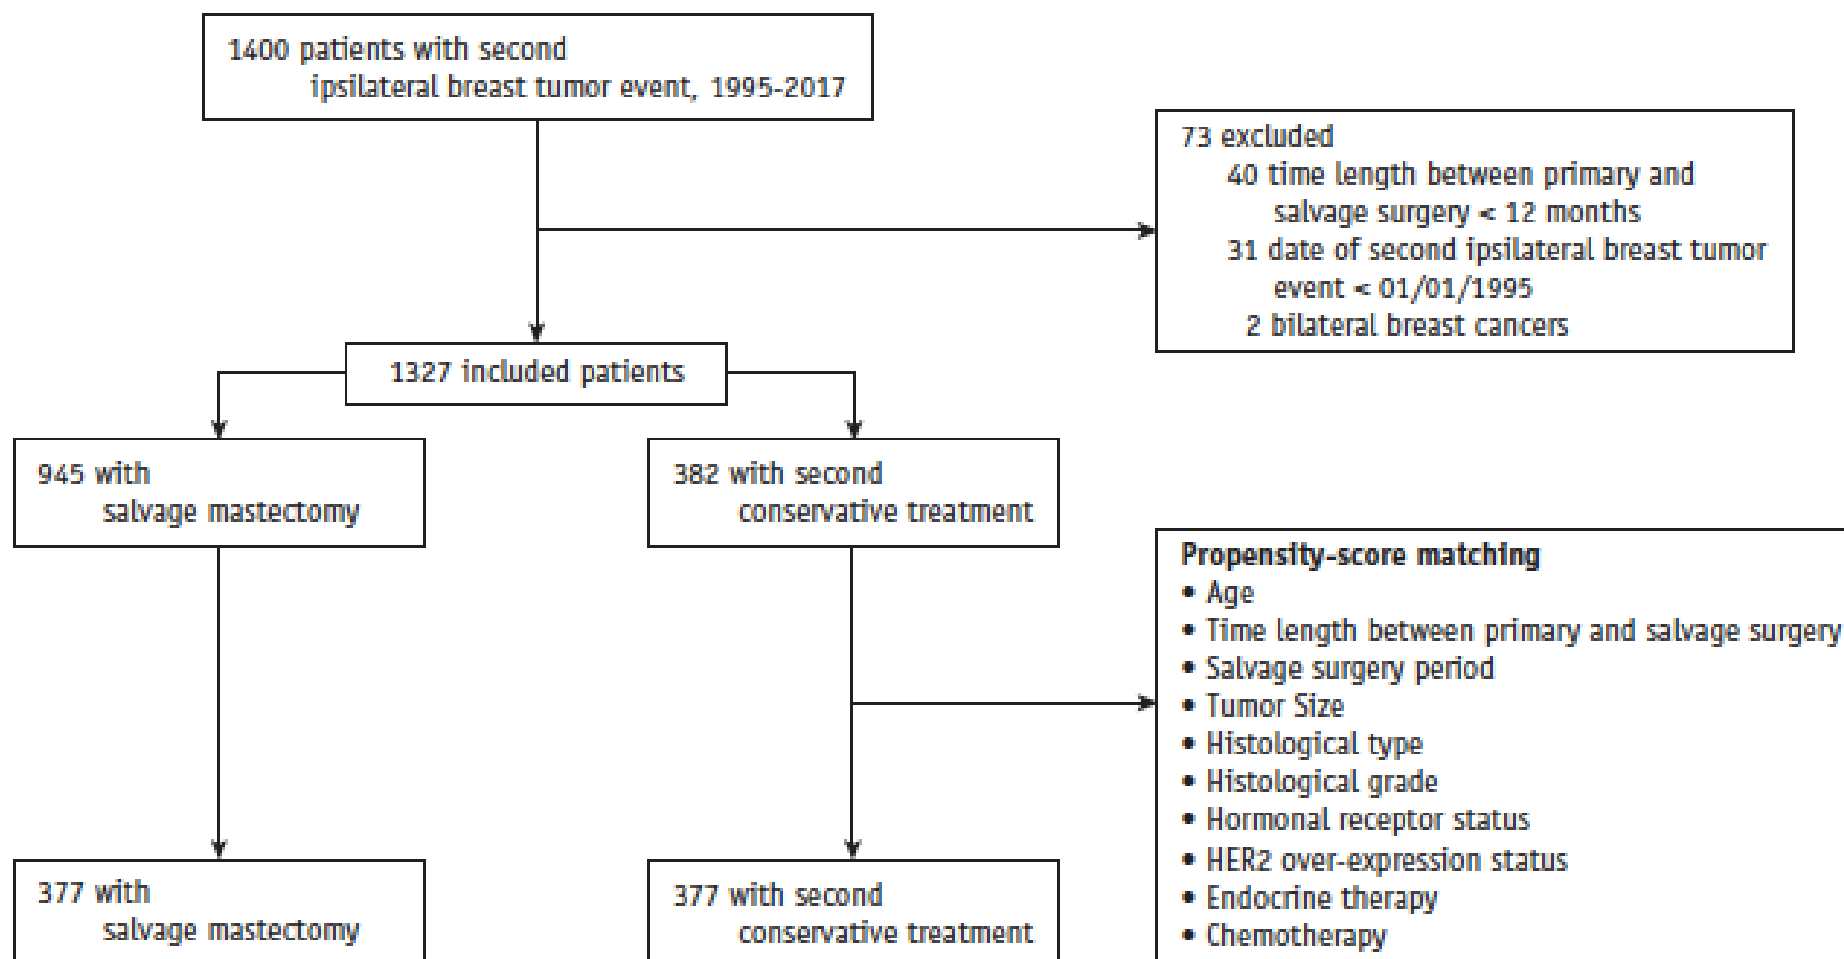 1400 patients with second
ipsilateral breast tumor event, 1995-2017
73 excluded
40 time length between primary and
salvage surgery < 12 months
31 date of second ipsilateral breast tumor
event < 01/01/1995
2 bilateral breast cancers
1327 included patients
945 with
salvage mastectomy
382 with second
conservative treatment
Propensity-score matching
• Age
• Time length between primary and salvage surgery
• Salvage surgery period
• Tumor Size
• Histological type
• Histological grade
• Hormonal receptor status
• HER2 over-expression status
• Endocrine therapy
• Chemotherapy
377 with
salvage mastectomy
377 with second
conservative treatment